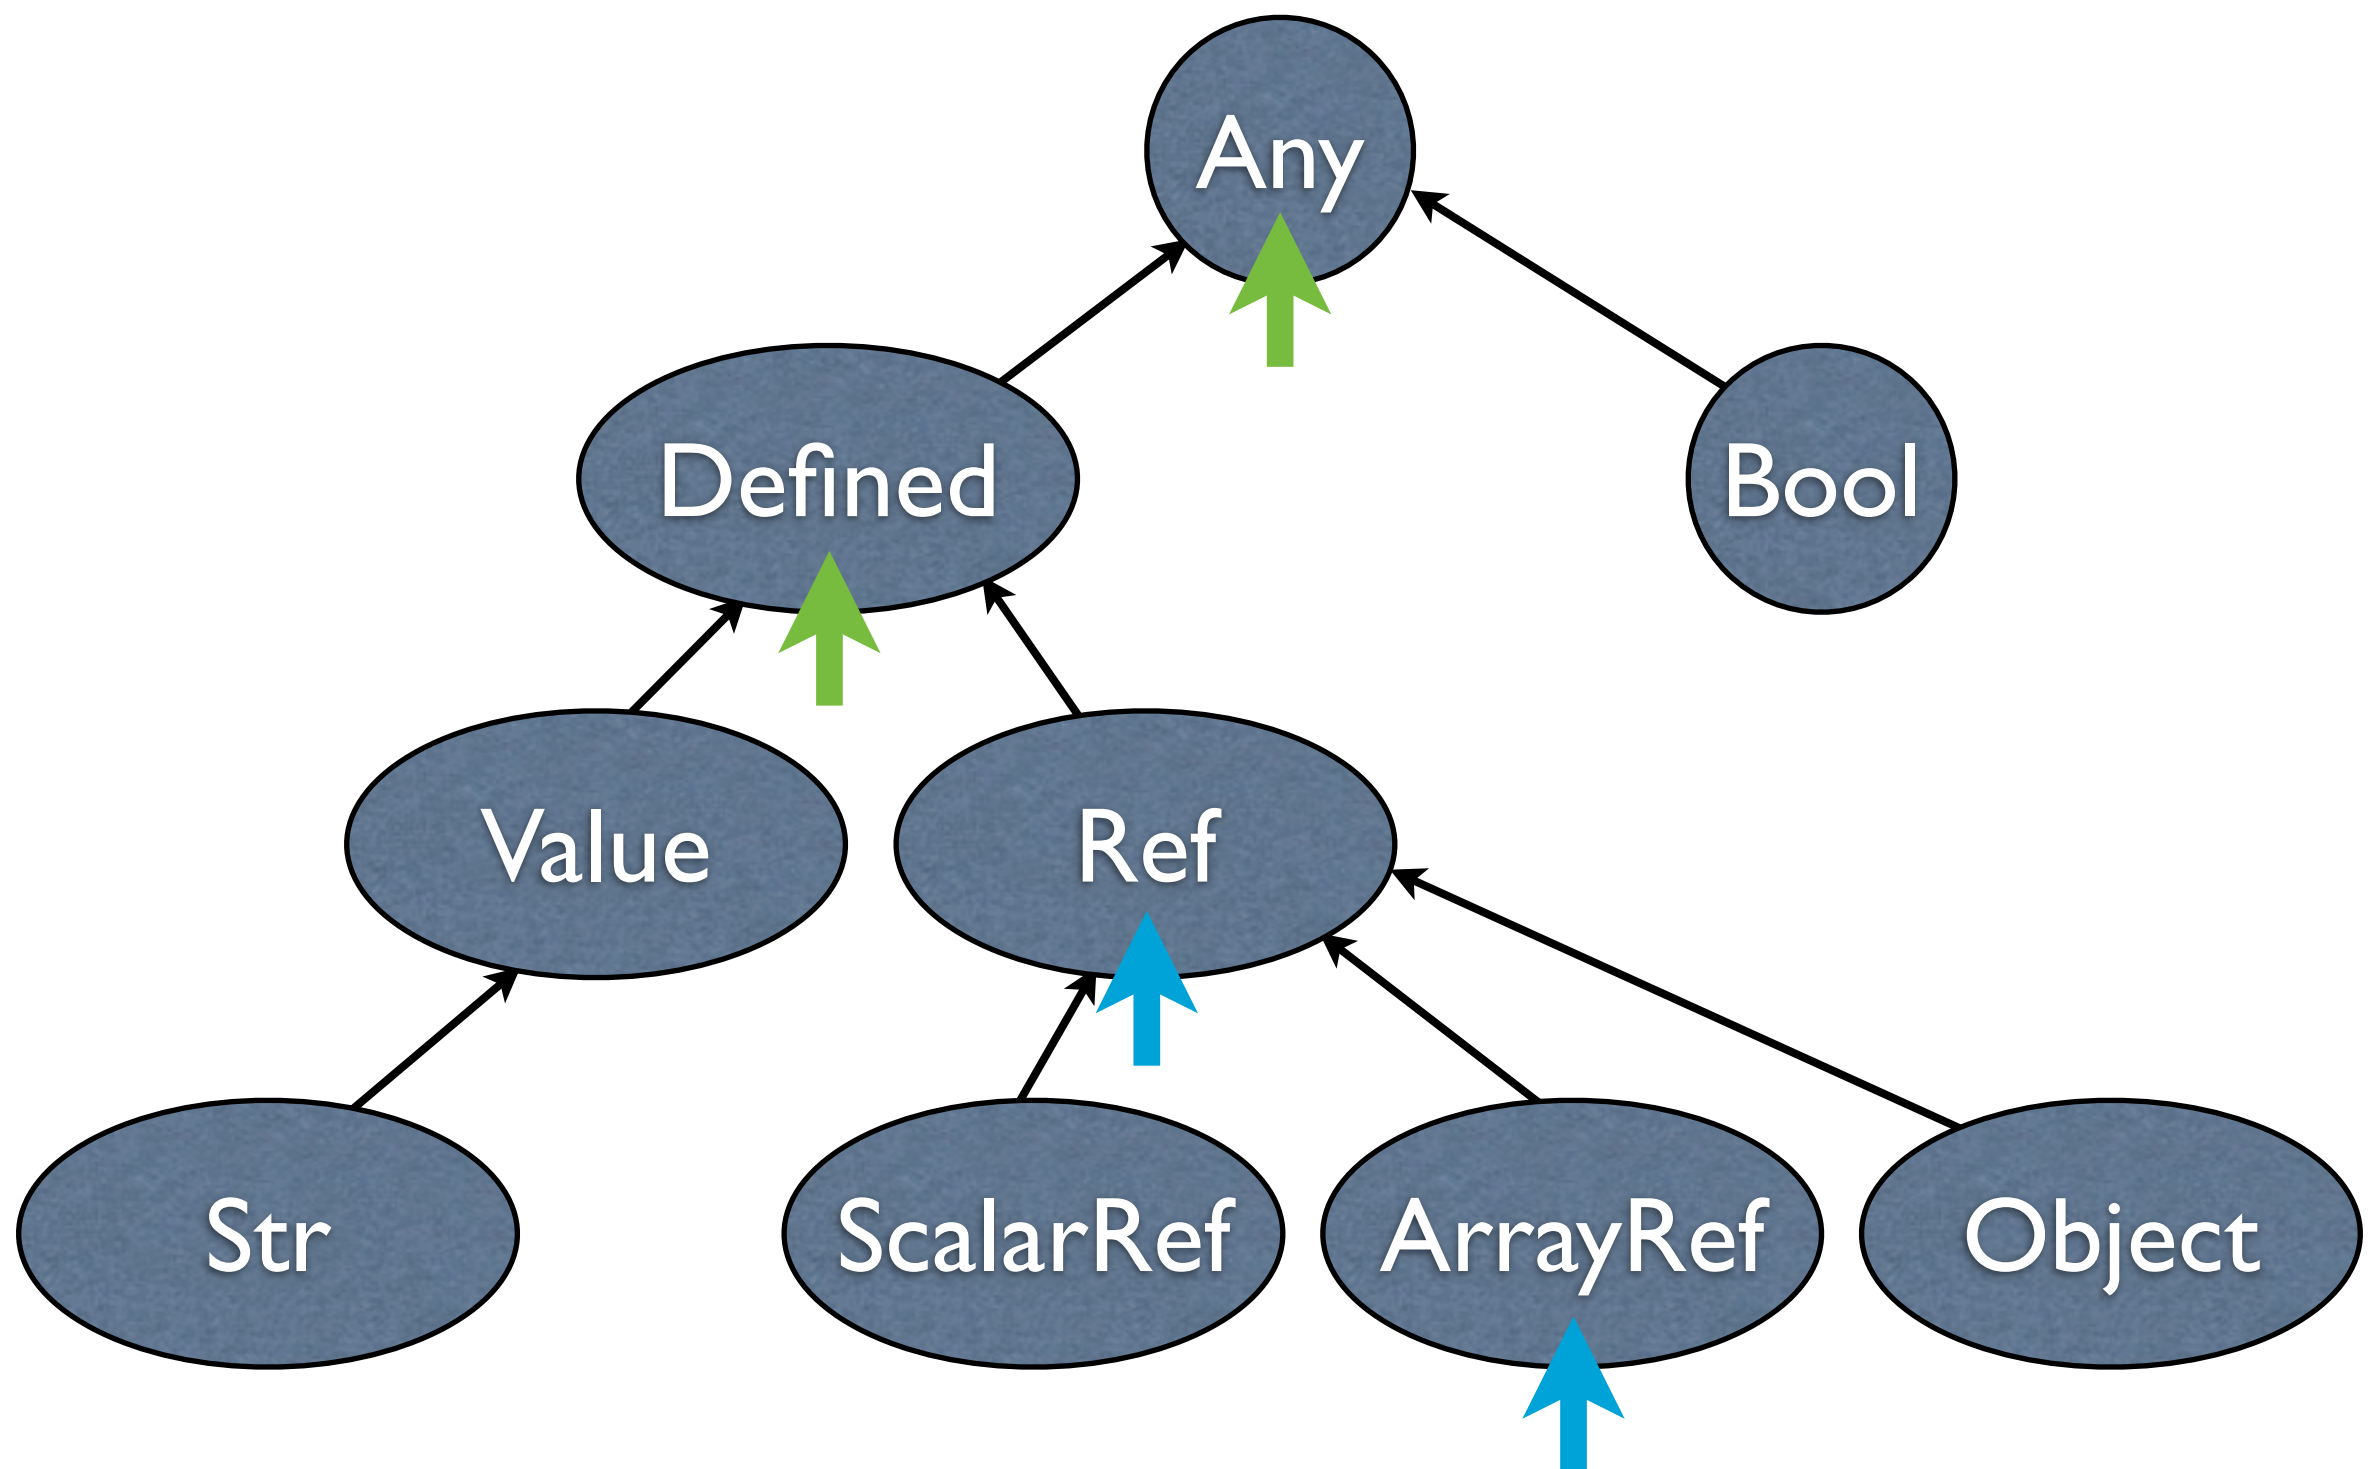 Any
Defined
Bool
Value
Ref
Str
ScalarRef
ArrayRef
Object